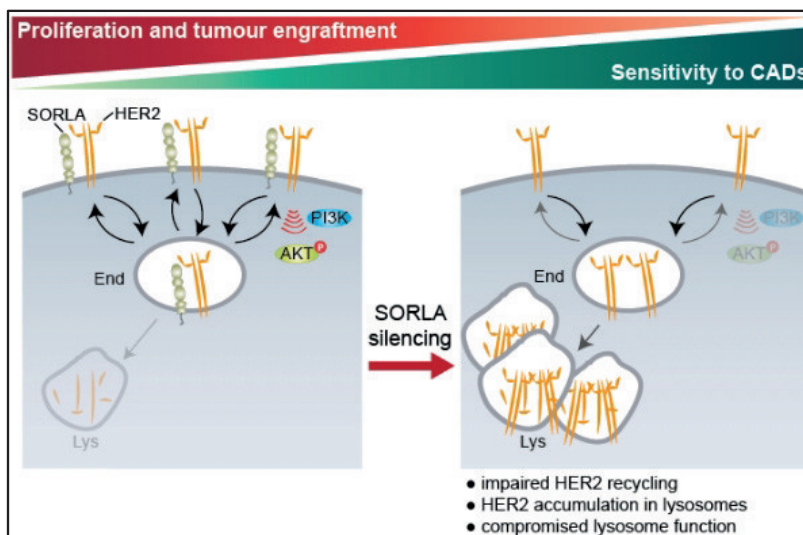 Proliferation and tumour engraftment
Sensitivity to CADs
SORLA
HER2
PI3K
AKT
P
End
Lys
SORLA
silencing
PI3K
AKT
P
End
Lys
● impaired HER2 recycling
● HER2 accumulation in lysosomes
● compromised lysosome function